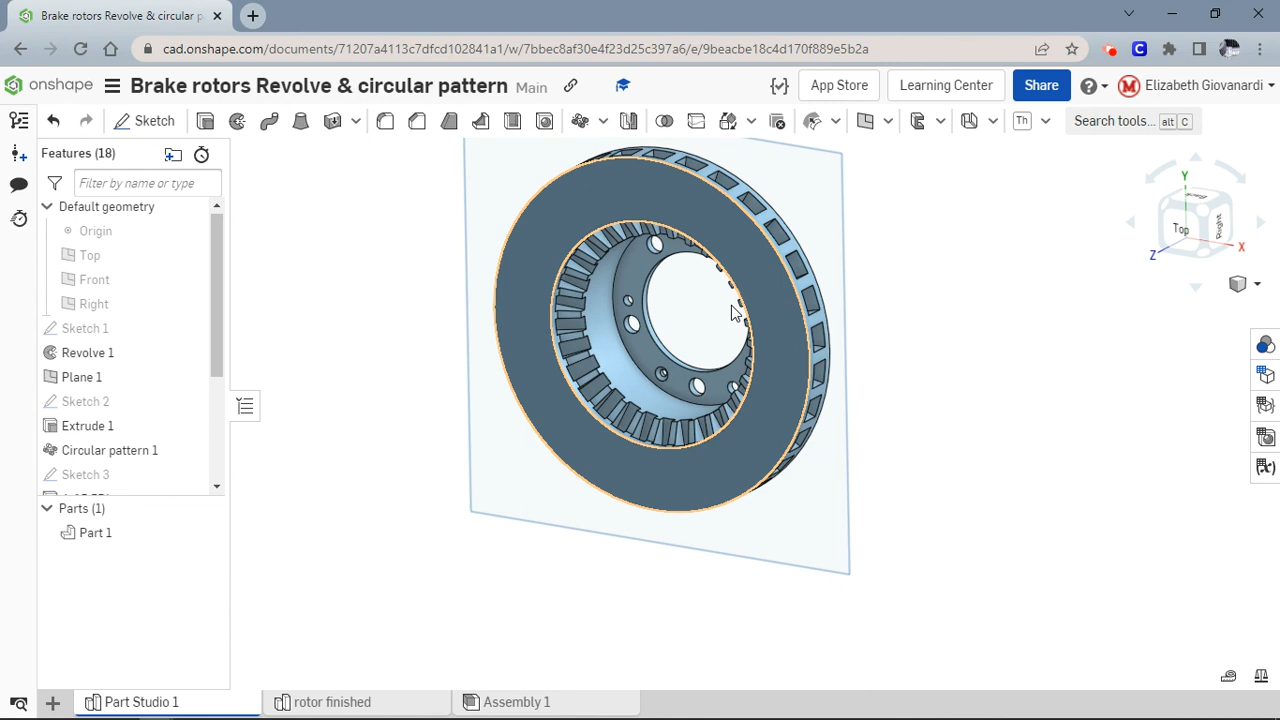 Brake rotors Revolve & circular p
cad.onshape.com/documents/71207a4113c7dfcd102841a1/w/7bbec8af30e4f23d25c397a6/e/9beacbe18c4d170f889e5b2a
onshape
Brake rotors Revolve & circular pattern Main
App Store
Learning Center
Share
Elizabeth Giovanardi
Sketch
Th
Search tools... alt C
Features (18)
Filter by name or type
Default geometry
Origin
Top
Front
Right
Sketch 1
Revolve 1
Plane 1
Sketch 2
Extrude 1
Circular pattern 1
Sketch 3
Parts (1)
Part 1
Y
Top
Right
Z
X
Part Studio 1
rotor finished
Assembly 1